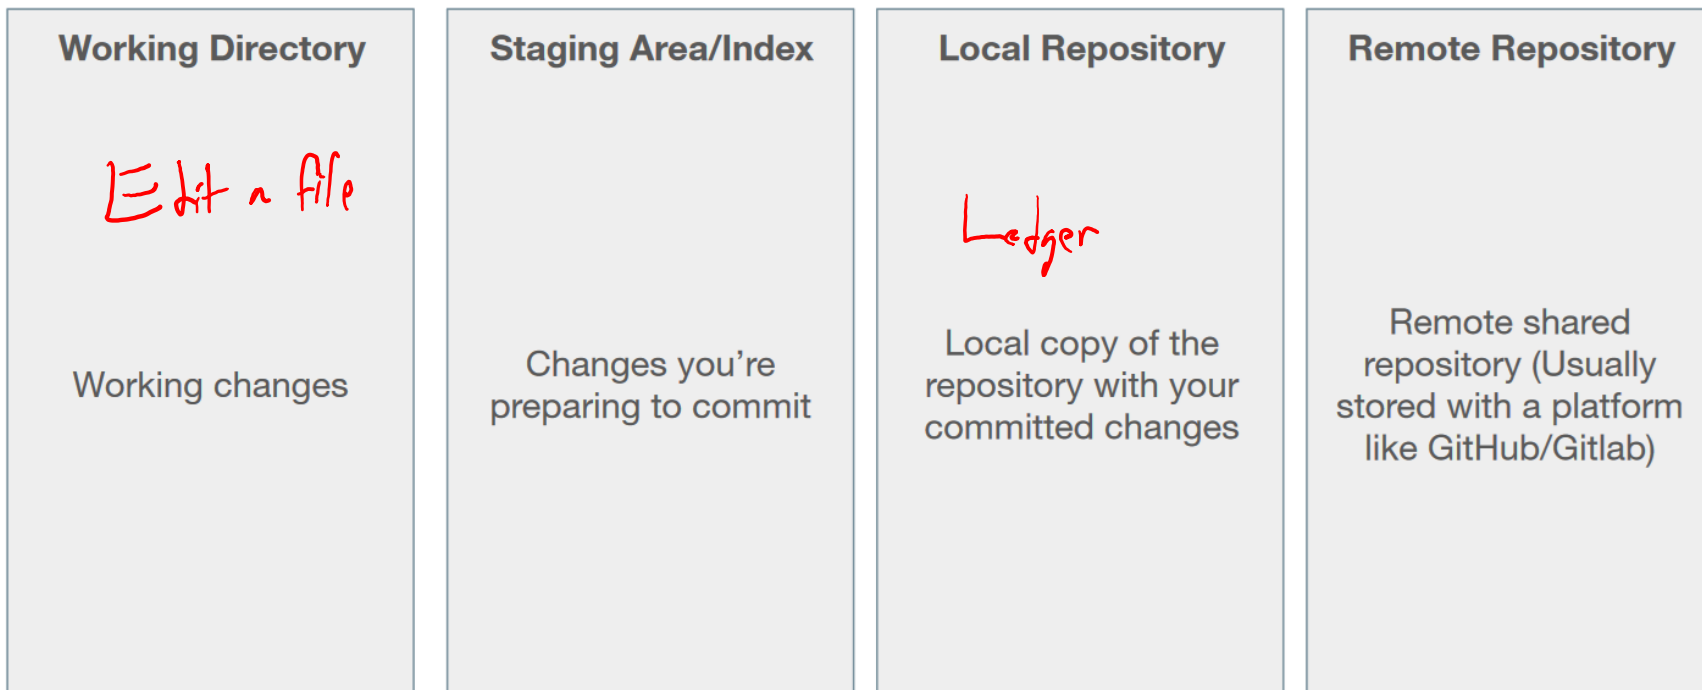 Working Directory
Edit a file
Working changes
Staging Area/Index
Changes you're
preparing to commit
Local Repository
Ledger
Local copy of the
repository with your
committed changes
Remote Repository
Remote shared
repository (Usually
stored with a platform
like GitHub/Gitlab)